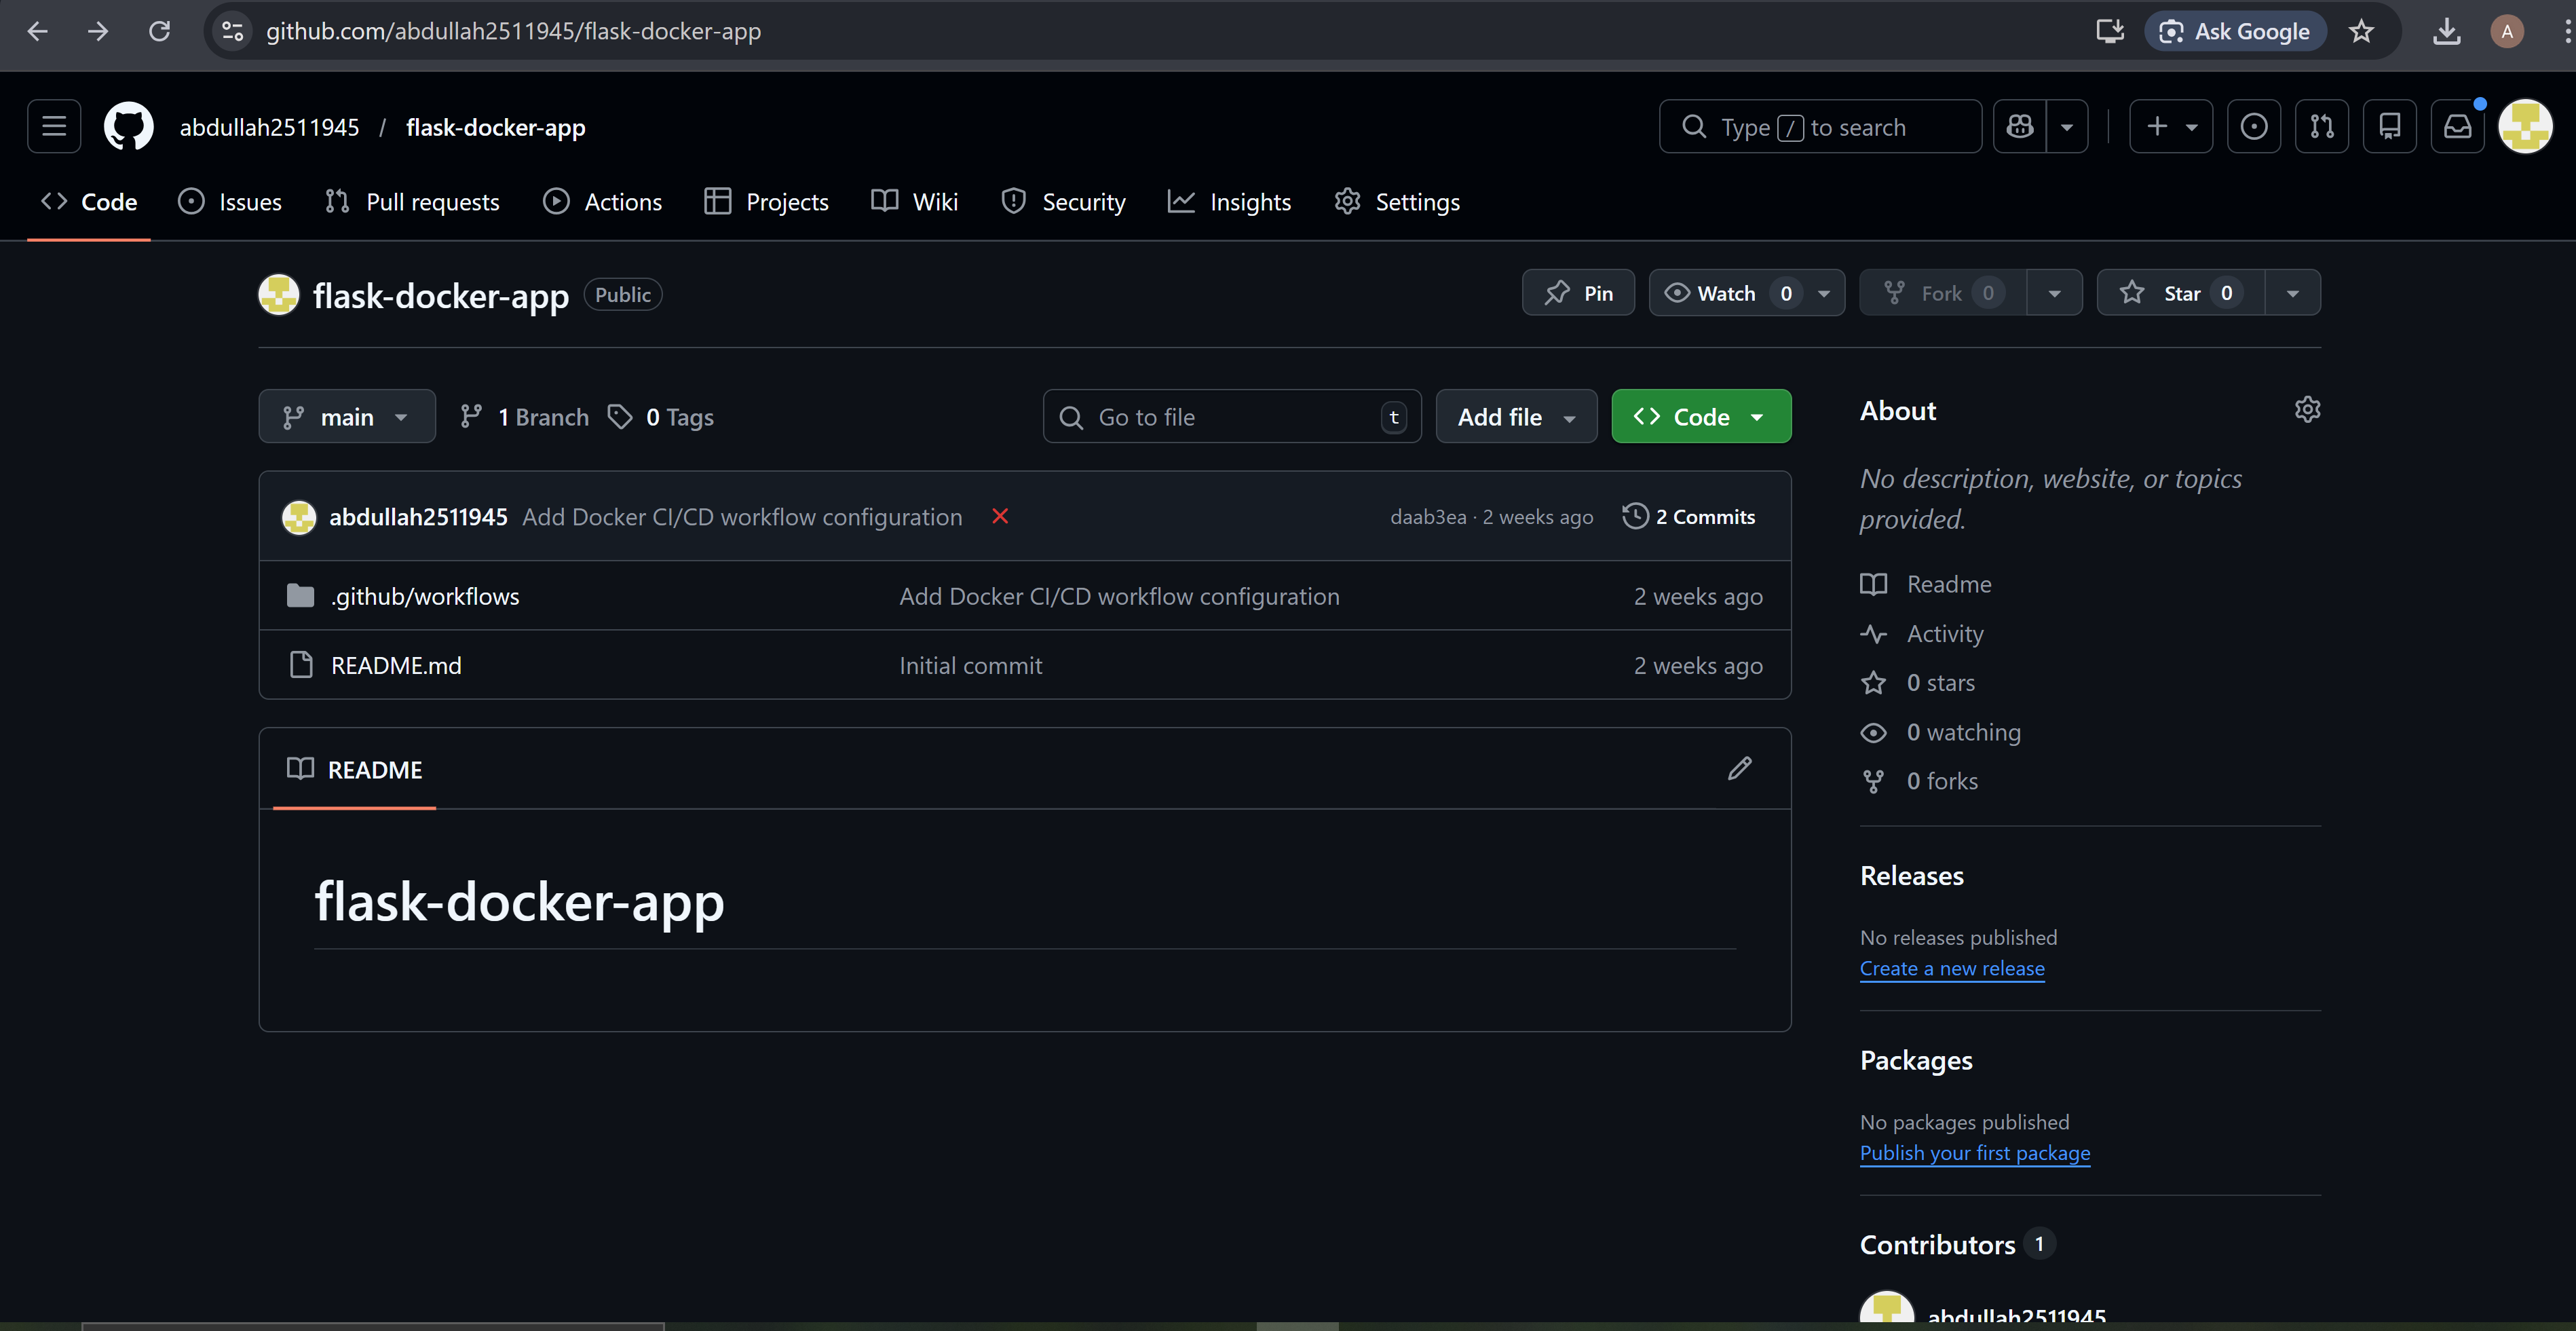 github.com/abdullah2511945/flask-docker-app
Ask Google
A
abdullah2511945 / flask-docker-app
Type / to search
Code
Issues
Pull requests
Actions
Projects
Wiki
Security
Insights
Settings
flask-docker-app Public
Pin
Watch 0
Fork 0
Star 0
main
1 Branch
0 Tags
Go to file t
Add file
Code
abdullah2511945 Add Docker CI/CD workflow configuration
daab3ea · 2 weeks ago
2 Commits
.github/workflows Add Docker CI/CD workflow configuration 2 weeks ago
README.md Initial commit 2 weeks ago
README
flask-docker-app
About
No description, website, or topics
provided.
Readme
Activity
0 stars
0 watching
0 forks
Releases
No releases published
Create a new release
Packages
No packages published
Publish your first package
Contributors 1
abdullah2511945